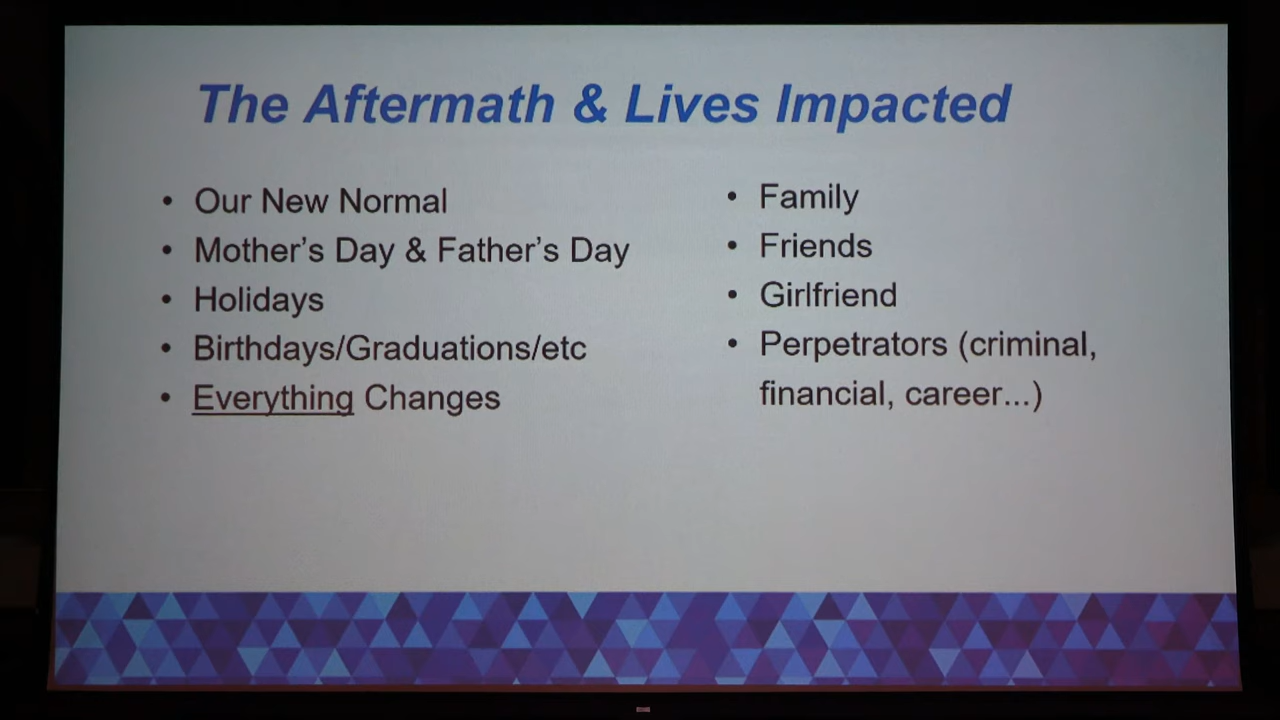 The Aftermath & Lives Impacted
• Our New Normal
• Mother's Day & Father's Day
• Holidays
• Birthdays/Graduations/etc
• Everything Changes
• Family
• Friends
• Girlfriend
• Perpetrators (criminal,
financial, career...)